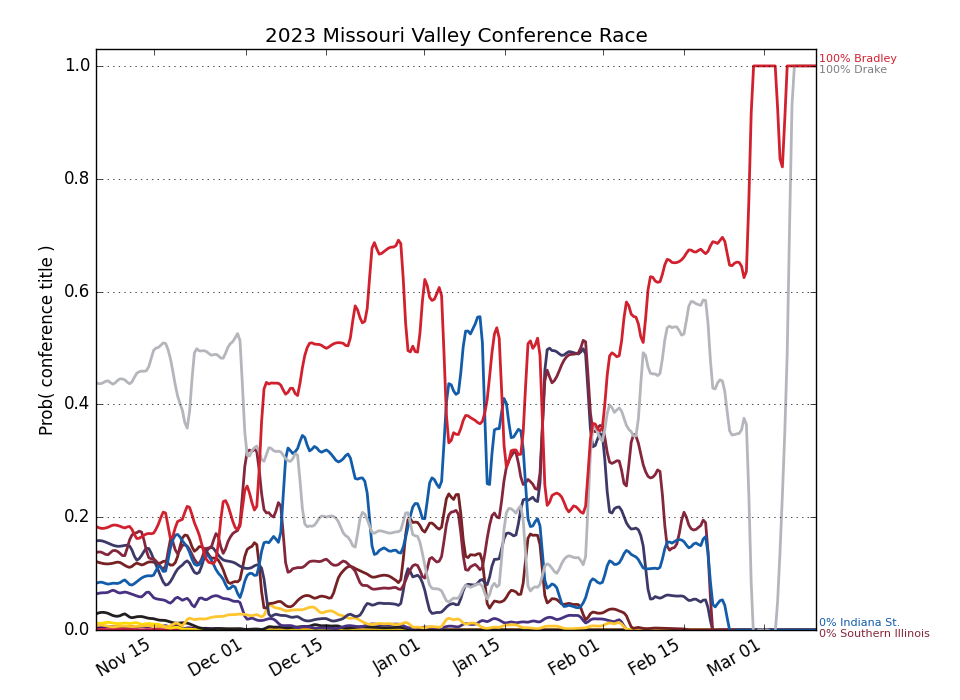 2023 Missouri Valley Conference Race
Prob( conference title )
1.0
0.8
0.6
0.4
0.2
0.0
100% Bradley
100% Drake
0% Indiana St.
0% Southern Illinois
Nov 15
Dec 01
Dec 15
Jan 01
Jan 15
Feb 01
Feb 15
Mar 01